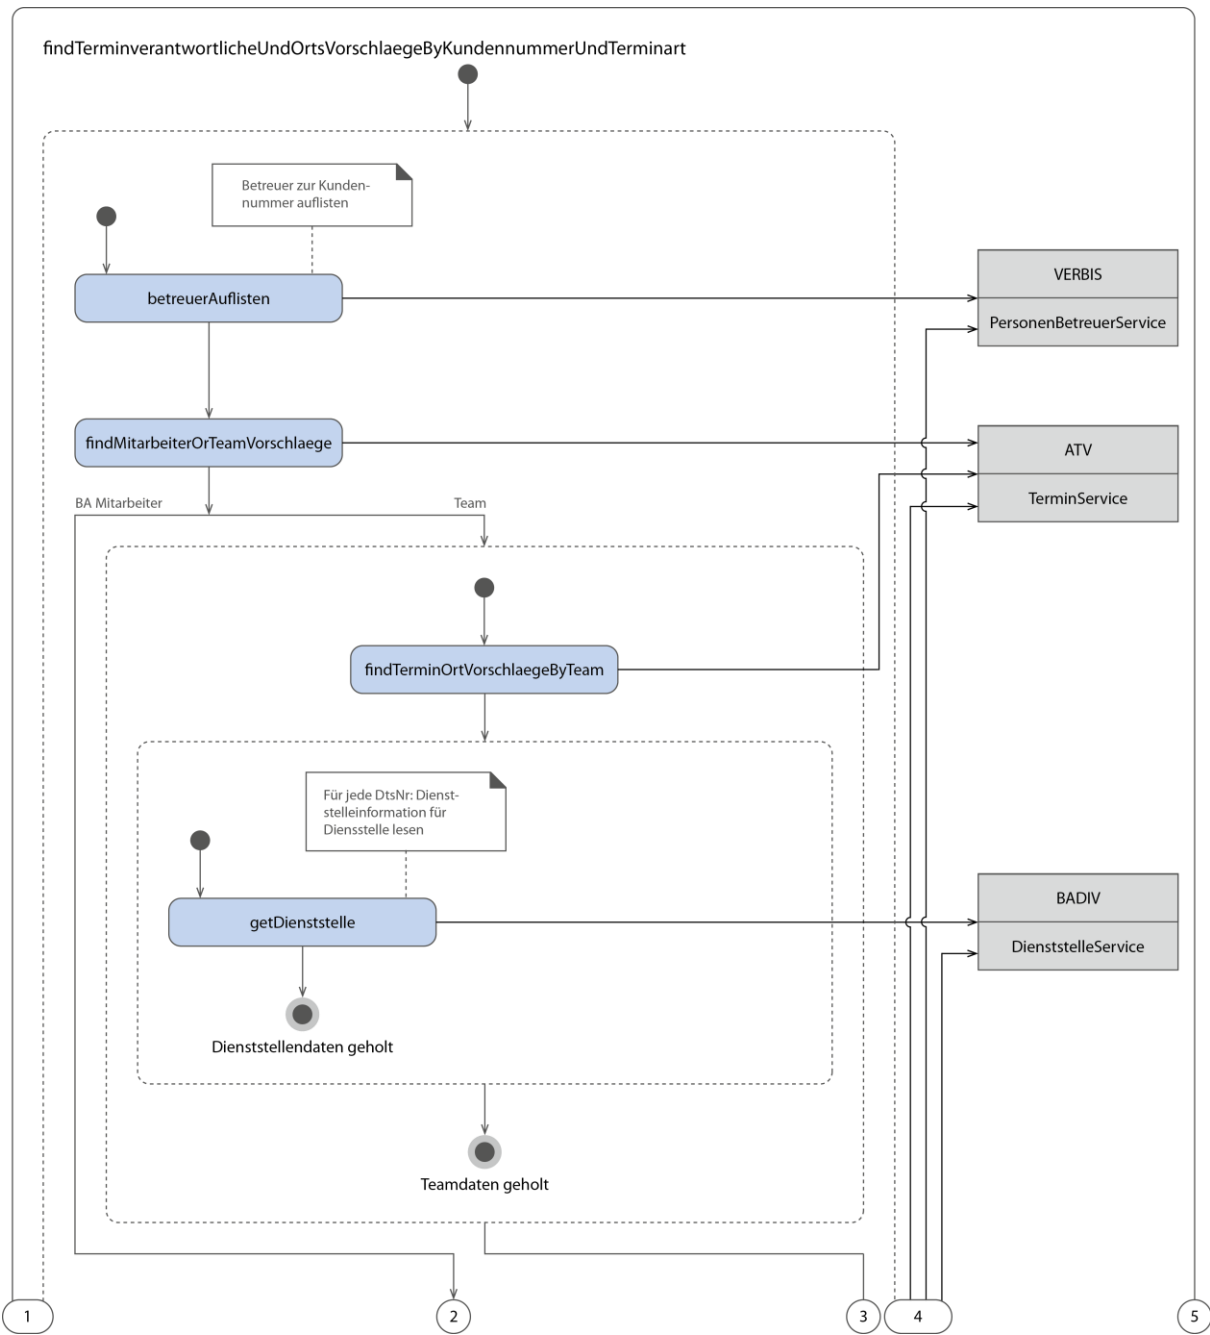 findTerminverantwortlicheUndOrtsVorschlaegeByKundennummerUndTerminart
Betreuer zur Kunden-
nummer auflisten
betreuerAuflisten
VERBIS
PersonenBetreuerService
findMitarbeiterOrTeamVorschlaege
ATV
TerminService
BA Mitarbeiter
Team
findTerminOrtVorschlaegeByTeam
Für jede DtsNr: Dienst-
stelleinformation für
Diensstelle lesen
getDienststelle
BADIV
DienststelleService
Dienststellendaten geholt
Teamdaten geholt
1
2
3
4
5